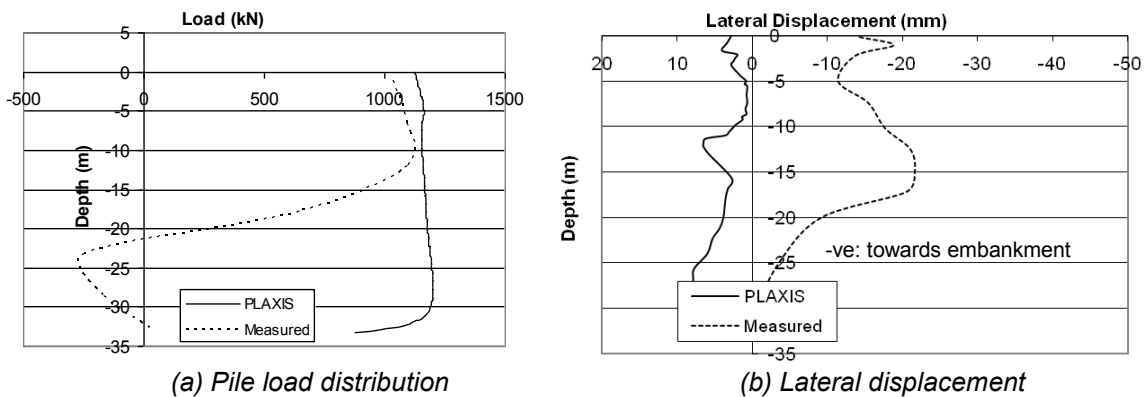 Load (kN)
5
0
-500 0 500 1000 1500
-5
-10
-15
-20
-25
-30
-35
Depth (m)
PLAXIS
Measured
(a) Pile load distribution
Lateral Displacement (mm)
0
20 10 0 -10 -20 -30 -40 -50
-5
-10
-15
-20
-25
-35
Depth (m)
-ve: towards embankment
PLAXIS
Measured
(b) Lateral displacement